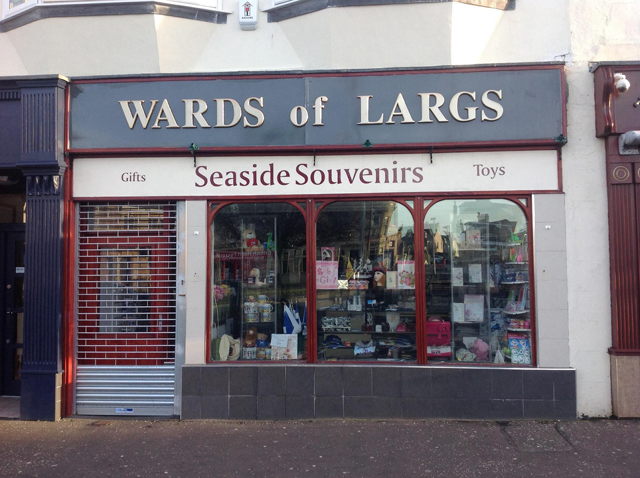 WARDS of LARGS
Gifts Seaside Souvenirs Toys